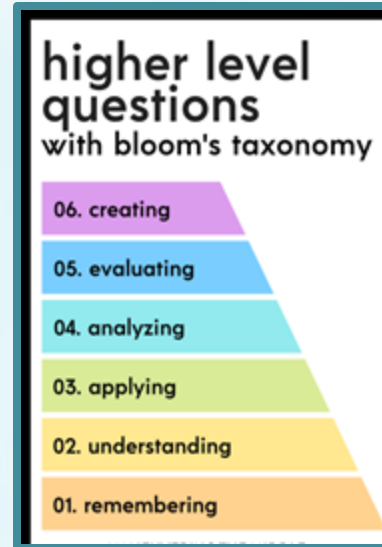 higher level
questions
with bloom's taxonomy
06. creating
05. evaluating
04. analyzing
03. applying
02. understanding
01. remembering